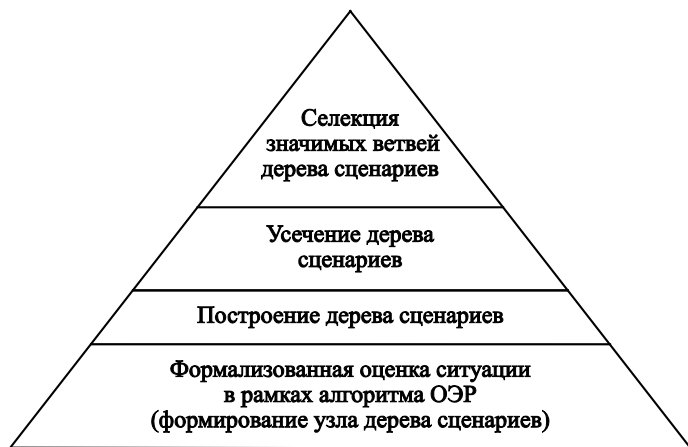 Селекция
значимых ветвей
дерева сценариев
Усечение дерева
сценариев
Построение дерева сценариев
Формализованная оценка ситуации
в рамках алгоритма ОЭР
(формирование узла дерева сценариев)